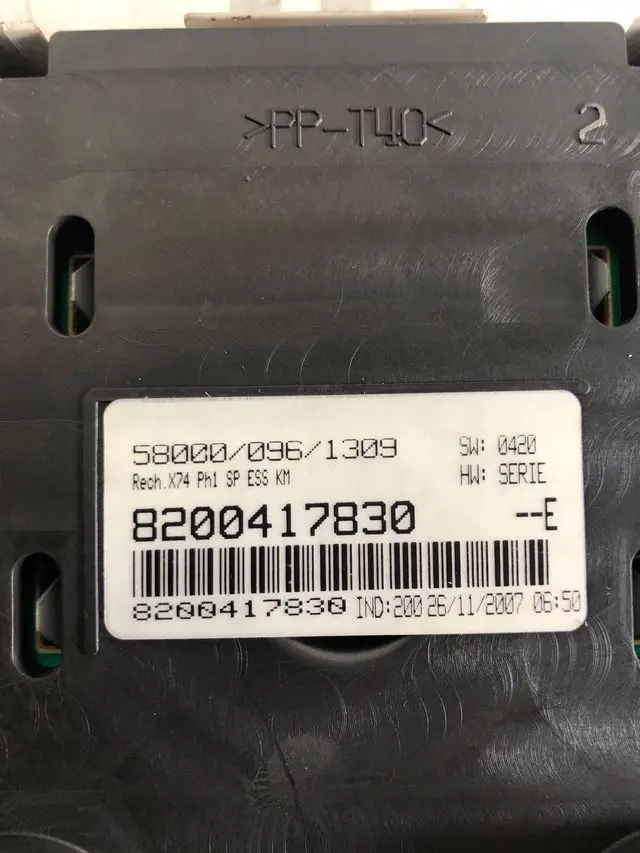 >PP-T40<
2
58000/096/1309
SW: 0420
Rech.X74 Ph1 SP ESS KM
HW: SERIE
8200417830 --E
8200417830 IND:200 26/11/2007 06:50